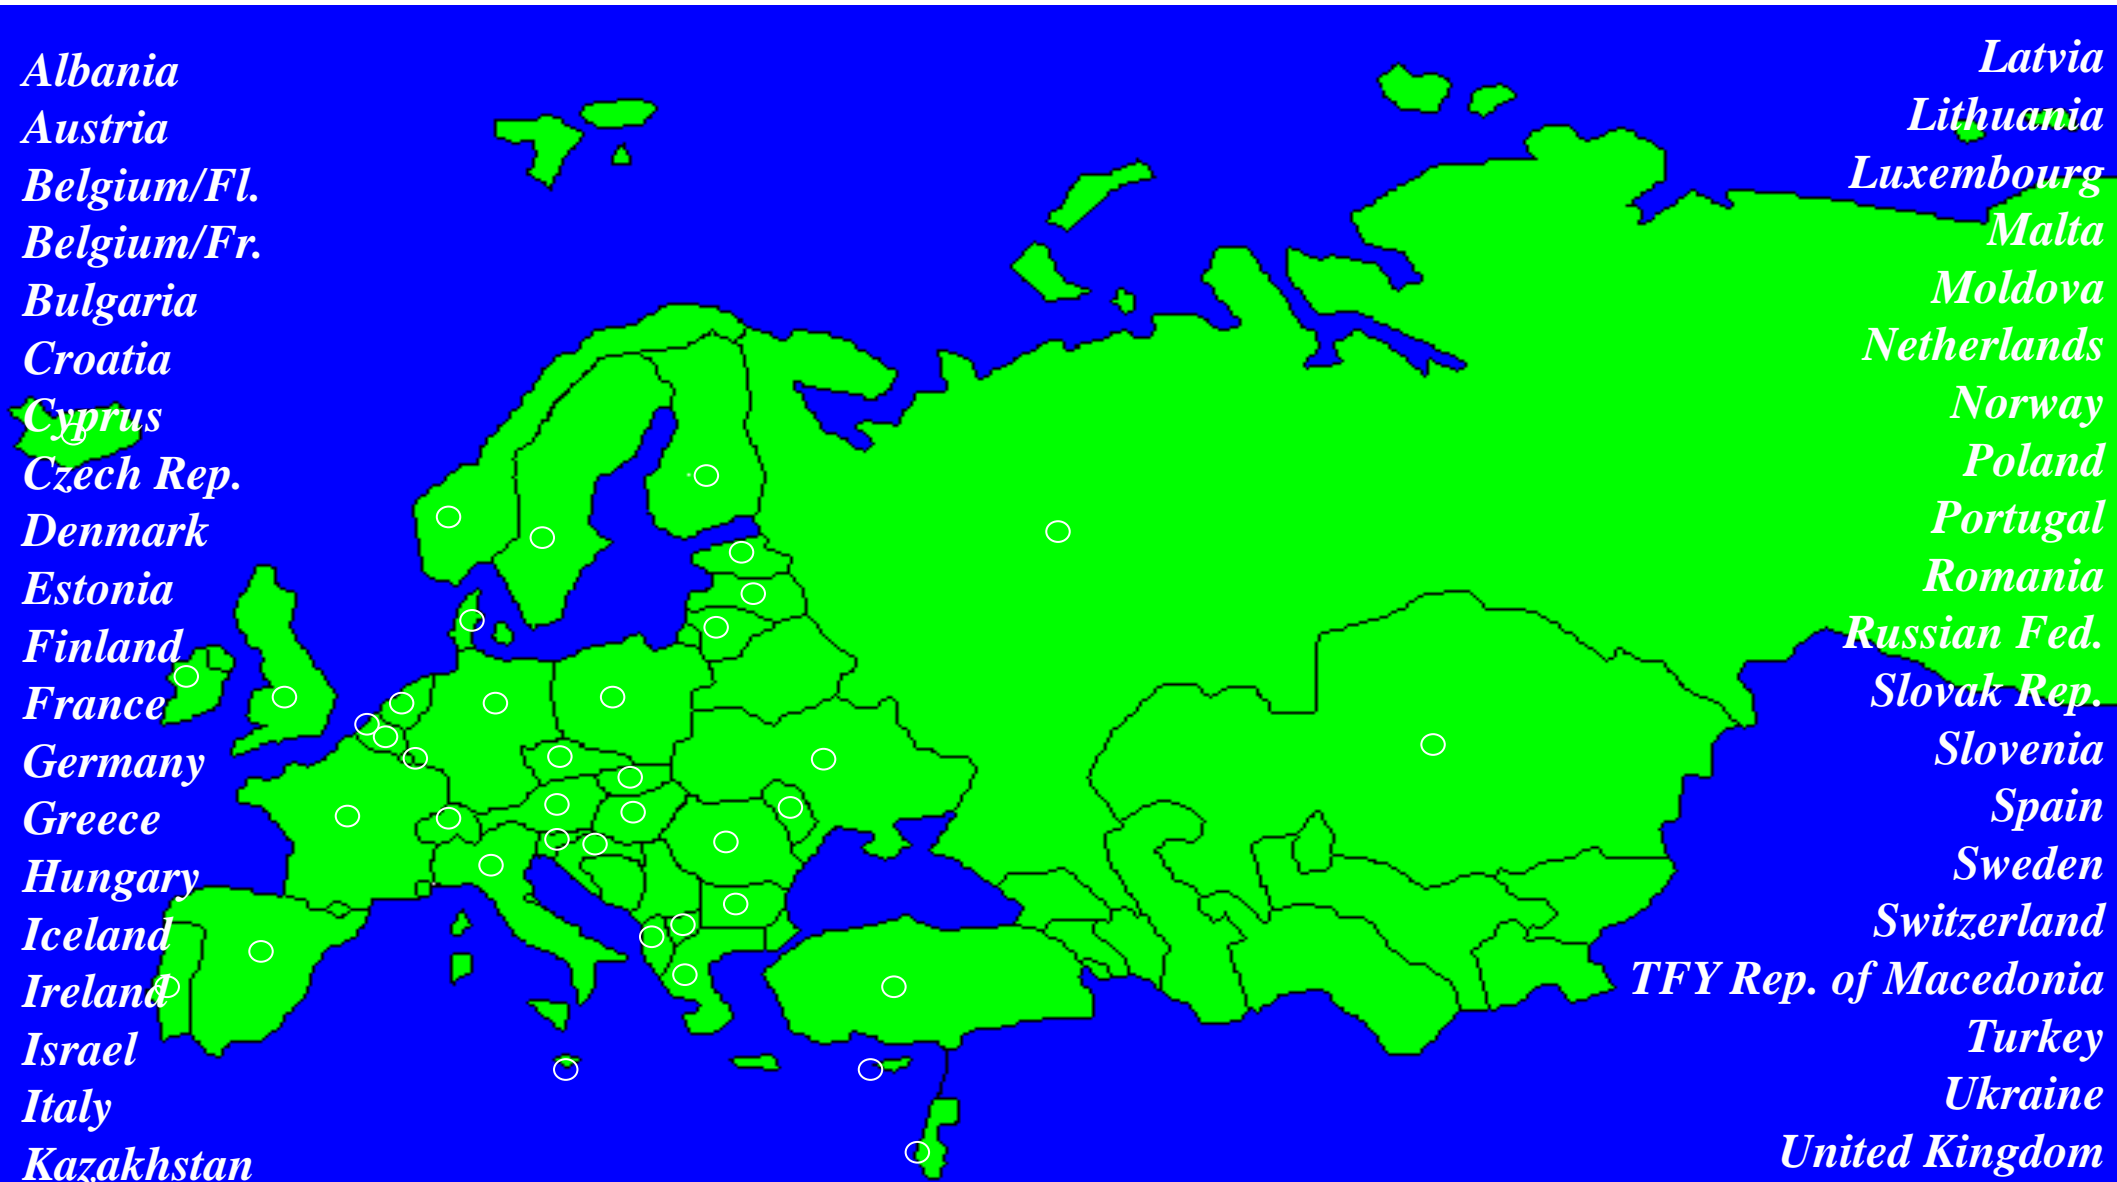 Albania
Austria
Belgium/Fl.
Belgium/Fr.
Bulgaria
Croatia
Cyprus
Czech Rep.
Denmark
Estonia
Finland
France
Germany
Greece
Hungary
Iceland
Ireland
Israel
Italy
Kazakhstan
Latvia
Lithuania
Luxembourg
Malta
Moldova
Netherlands
Norway
Poland
Portugal
Romania
Russian Fed.
Slovak Rep.
Slovenia
Spain
Sweden
Switzerland
TFY Rep. of Macedonia
Turkey
Ukraine
United Kingdom